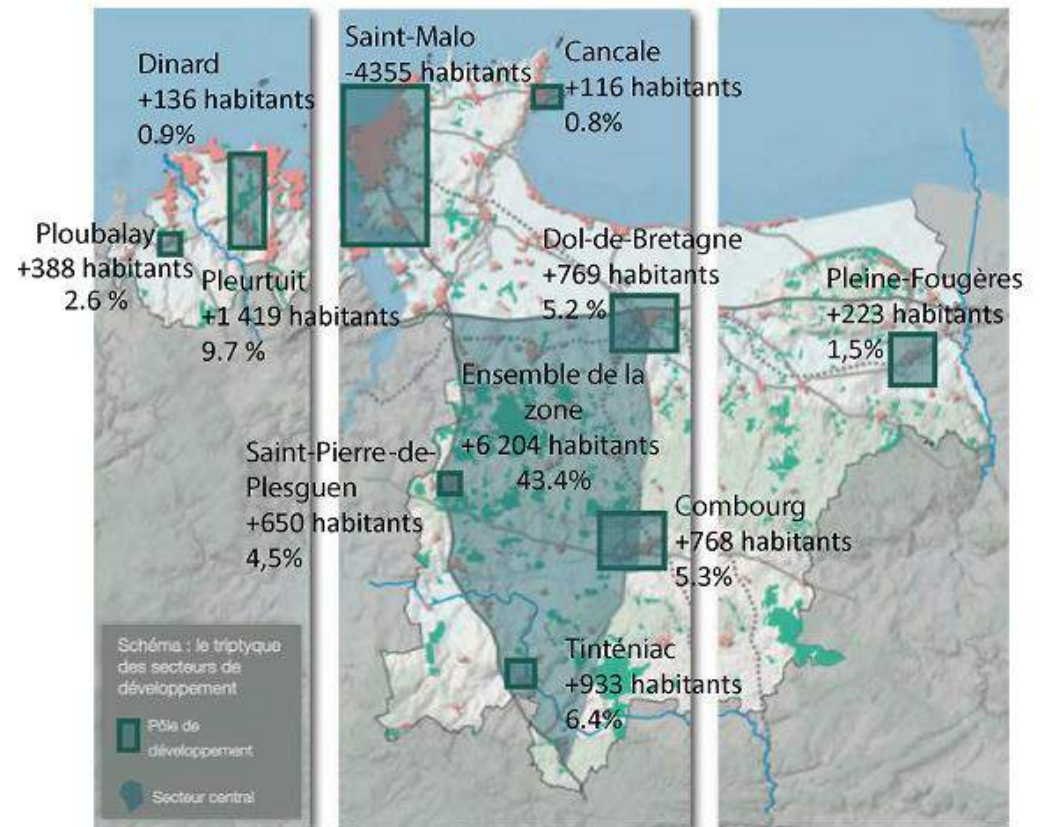 Dinard
+136 habitants
0.9%
Saint-Malo
-4355 habitants
Cancale
+116 habitants
0.8%
Ploubalay
+388 habitants
2.6 %
Pleurtuit
+1 419 habitants
9.7 %
Dol-de-Bretagne
+769 habitants
5.2 %
Pleine-Fougères
+223 habitants
1,5%
Ensemble de la
zone
+6 204 habitants
43.4%
Saint-Pierre-de-
Plesguen
+650 habitants
4,5%
Combourg
+768 habitants
5.3%
Tinténiac
+933 habitants
6.4%
Schéma : le triptyque
des secteurs de
développement
Pôle de
développement
Secteur central